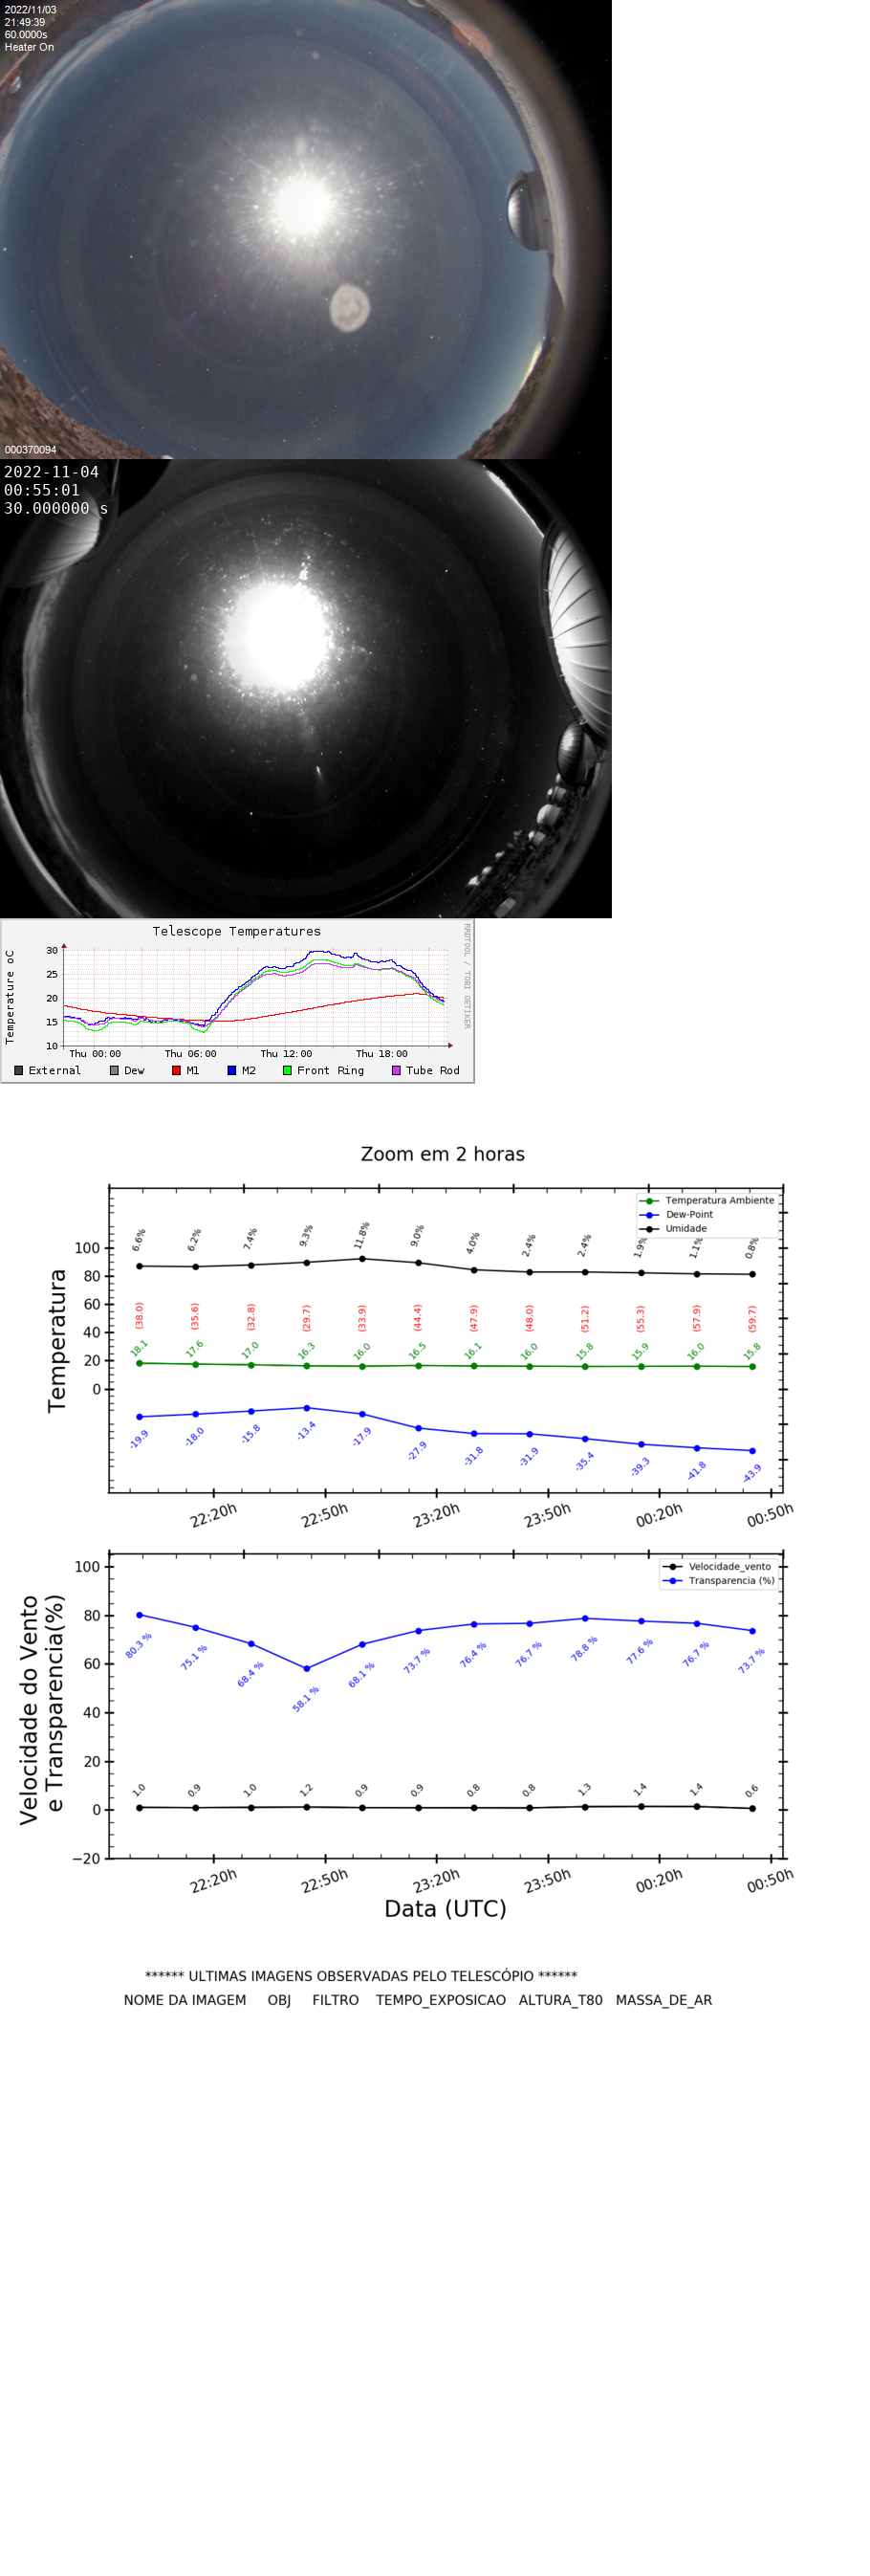 2022/11/03
21:49:39
60.0000s
Heater On
000370094
2022-11-04
00:55:01
30.000000 s
Telescope Temperatures
RRDTOOL / TOBI OETIKER
Temperature oC
30
25
20
15
10
Thu 00:00 Thu 06:00 Thu 12:00 Thu 18:00
External Dew M1 M2 Front Ring Tube Rod
Zoom em 2 horas
Temperatura Ambiente
Dew-Point
Umidade
Temperatura
100
80
60
40
20
0
6.6% 6.2% 7.4% 9.3% 11.8% 9.0% 4.0% 2.4% 2.4% 1.9% 1.1% 0.8%
(38.0) (35.6) (32.8) (29.7) (33.9) (44.4) (47.9) (48.0) (51.2) (55.3) (57.9) (59.7)
18.1 17.6 17.0 16.3 16.0 16.5 16.1 16.0 15.8 15.9 16.0 15.8
-19.9 -18.0 -15.8 -13.4 -17.9 -27.9 -31.8 -31.9 -35.4 -39.3 -41.8 -43.9
22:20h 22:50h 23:20h 23:50h 00:20h 00:50h
Velocidade_vento
Transparencia (%)
Velocidade do Vento
e Transparencia(%)
100
80
60
40
20
0
−20
80.3 % 75.1 % 68.4 % 58.1 % 68.1 % 73.7 % 76.4 % 76.7 % 78.8 % 77.6 % 76.7 % 73.7 %
1.0 0.9 1.0 1.2 0.9 0.9 0.8 0.8 1.3 1.4 1.4 0.6
22:20h 22:50h 23:20h 23:50h 00:20h 00:50h
Data (UTC)
****** ULTIMAS IMAGENS OBSERVADAS PELO TELESCÓPIO ******
NOME DA IMAGEM OBJ FILTRO TEMPO_EXPOSICAO ALTURA_T80 MASSA_DE_AR